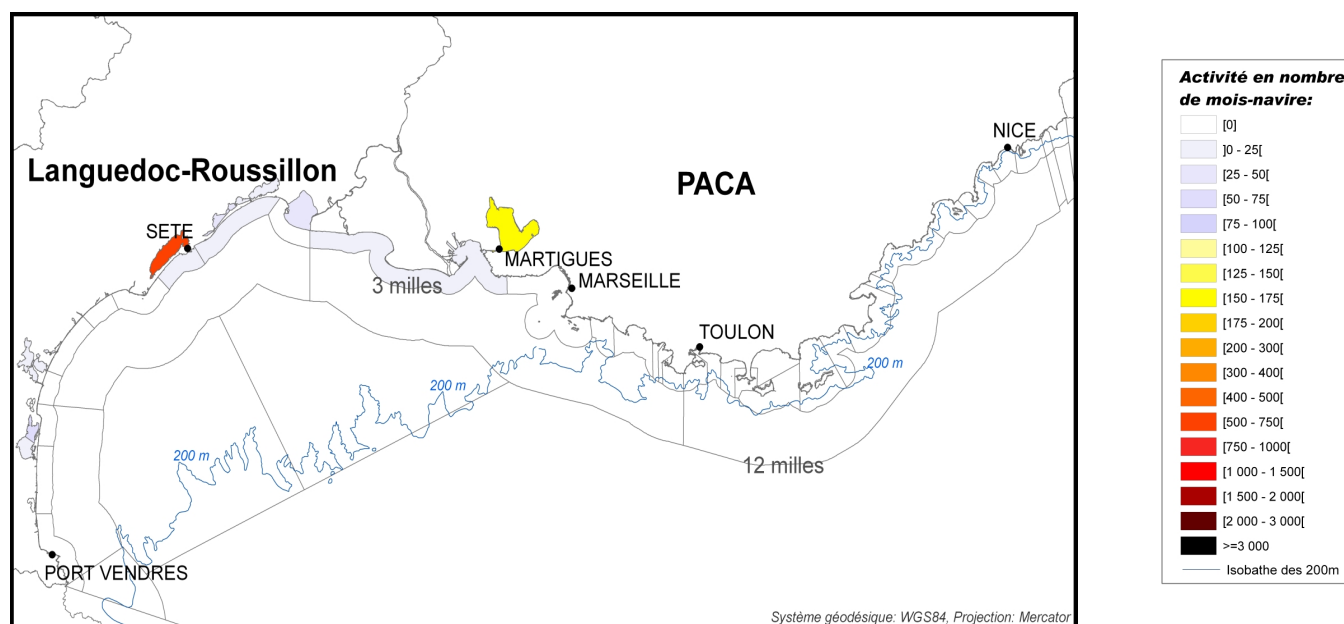 Languedoc-Roussillon
PACA
NICE
SETE
MARTIGUES
MARSEILLE
3 milles
TOULON
200 m
200 m
200 m
12 milles
PORT VENDRES
Système géodésique: WGS84, Projection: Mercator
Activité en nombre
de mois-navire:
[0]
]0 - 25[
[25 - 50[
[50 - 75[
[75 - 100[
[100 - 125[
[125 - 150[
[150 - 175[
[175 - 200[
[200 - 300[
[300 - 400[
[400 - 500[
[500 - 750[
[750 - 1000[
[1 000 - 1 500[
[1 500 - 2 000[
[2 000 - 3 000[
>=3 000
Isobathe des 200m